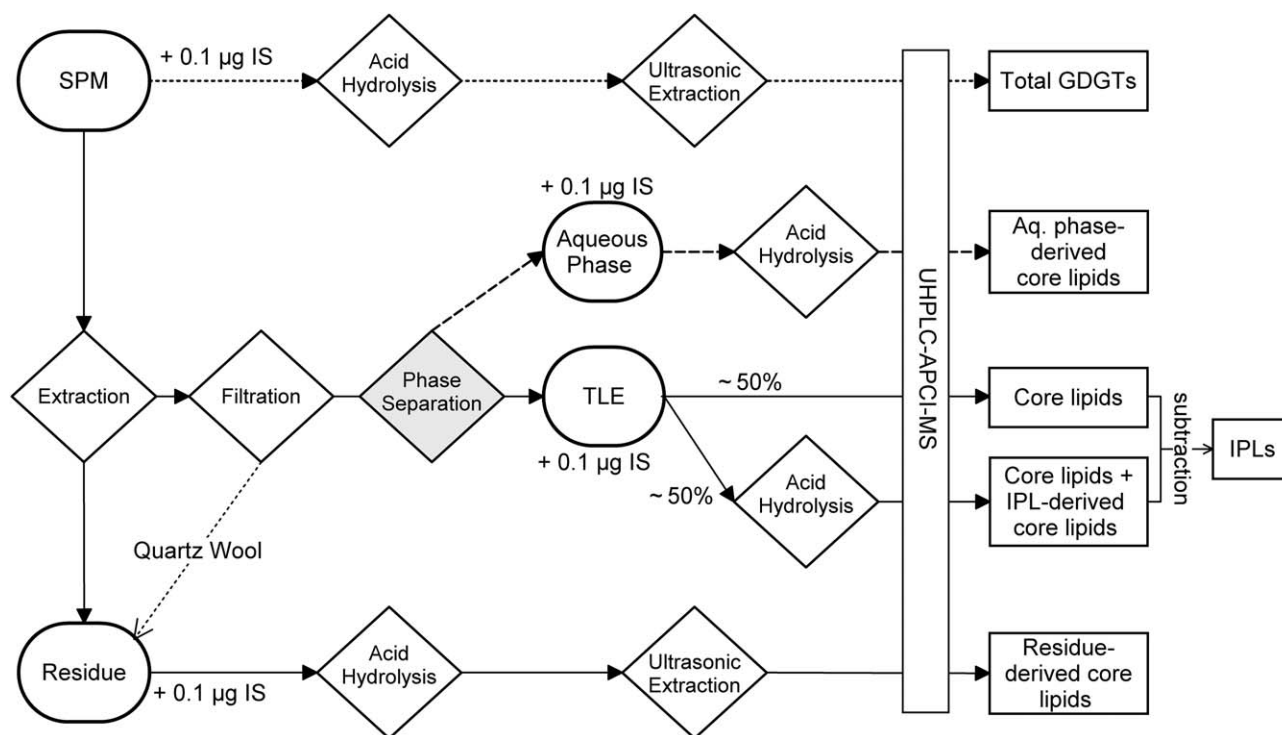 + 0.1 µg IS
SPM
Acid
Hydrolysis
Ultrasonic
Extraction
Total GDGTs
+ 0.1 µg IS
Aqueous
Phase
Acid
Hydrolysis
Aq. phase-
derived
core lipids
UHPLC-APCI-MS
Extraction
Filtration
Phase
Separation
TLE
+ 0.1 µg IS
~ 50%
Core lipids
~ 50%
Acid
Hydrolysis
Core lipids +
IPL-derived
core lipids
subtraction
IPLs
Quartz Wool
Residue
+ 0.1 µg IS
Acid
Hydrolysis
Ultrasonic
Extraction
Residue-
derived core
lipids